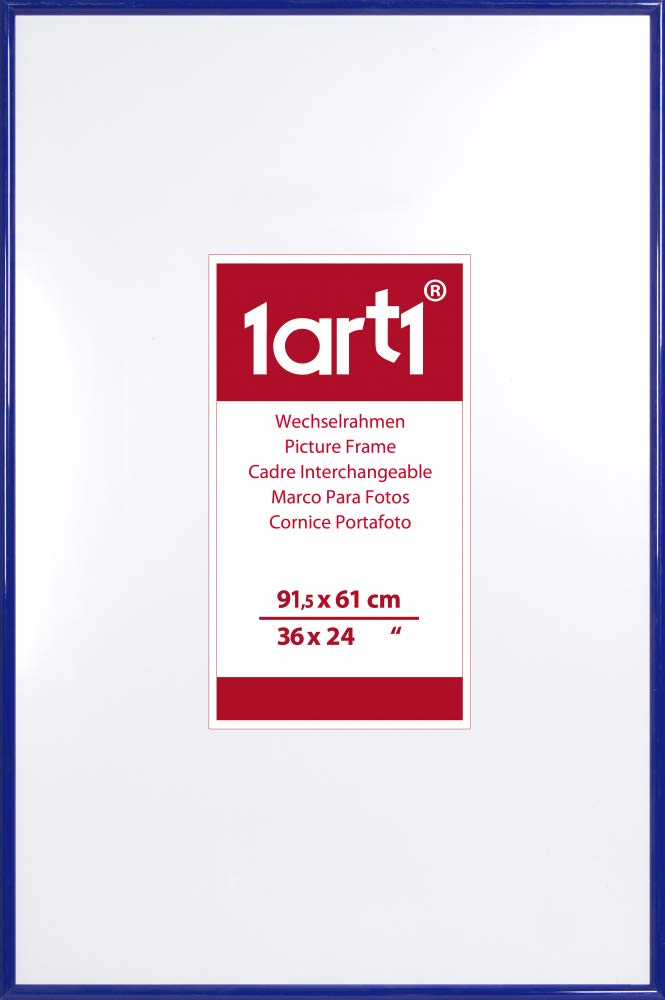 1art1®
Wechselrahmen
Picture Frame
Cadre Interchangeable
Marco Para Fotos
Cornice Portafoto
91,5 x 61 cm
36 x 24 “